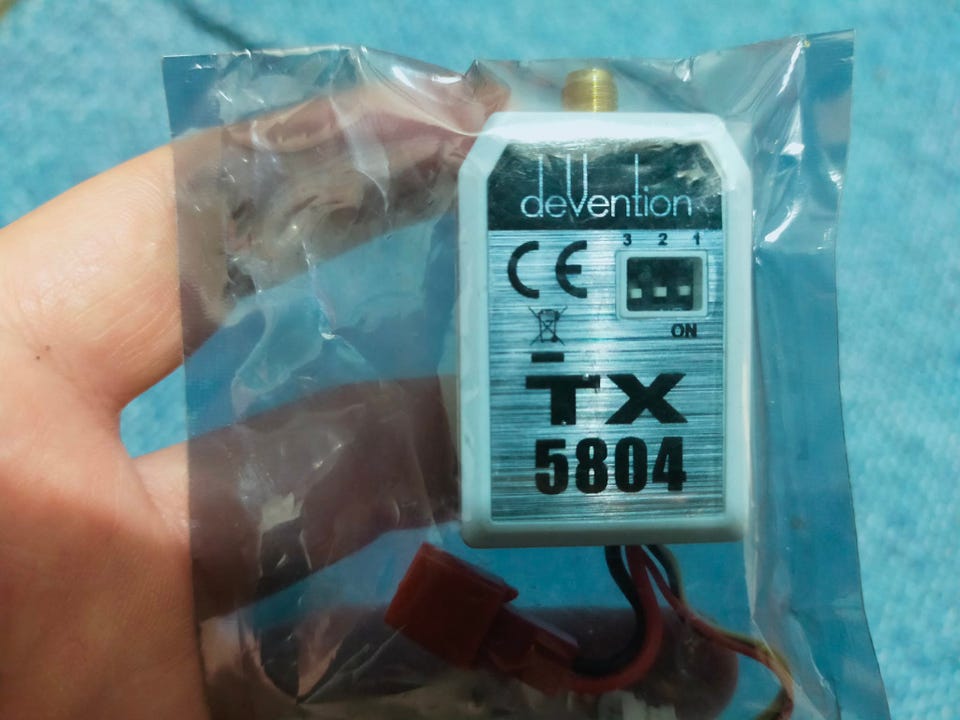 deVention
CE
3 2 1
ON
TX
5804